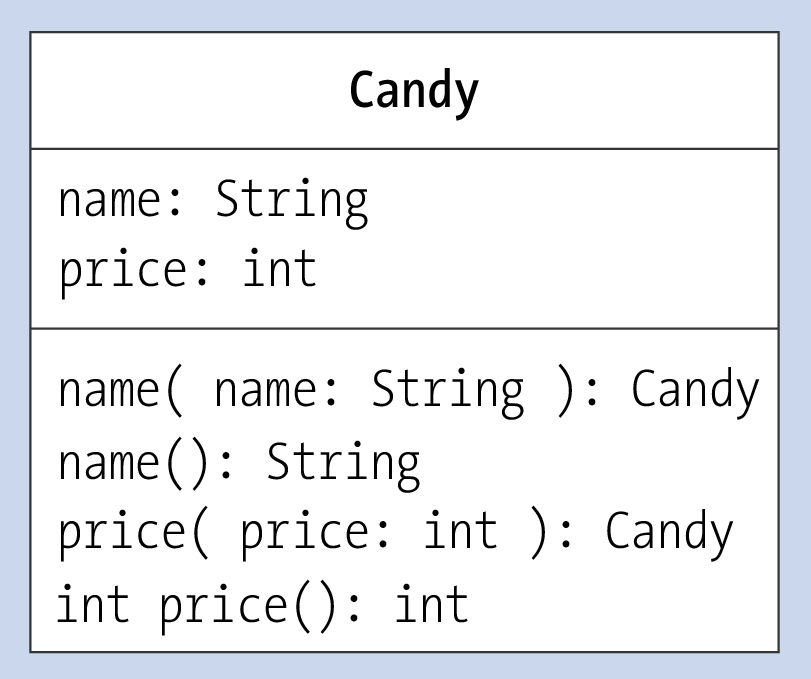 Candy
name: String
price: int
name( name: String ): Candy
name(): String
price( price: int ): Candy
int price(): int